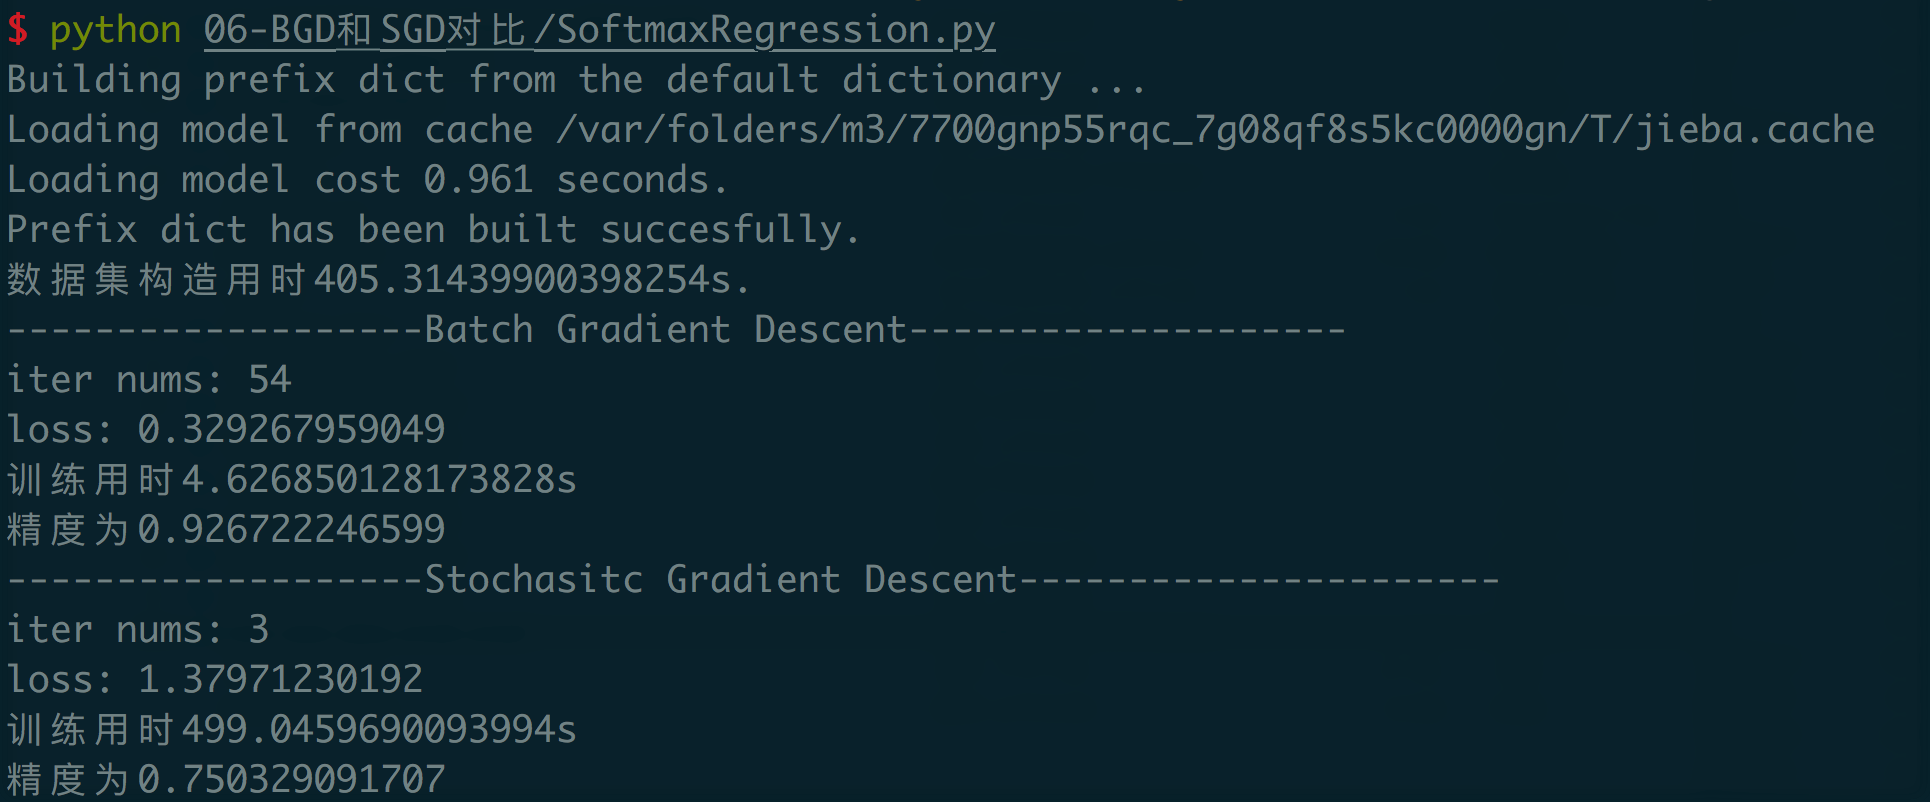 $ python 06-BGD和SGD对比/SoftmaxRegression.py
Building prefix dict from the default dictionary ...
Loading model from cache /var/folders/m3/7700gnp55rqc_7g08qf8s5kc0000gn/T/jieba.cache
Loading model cost 0.961 seconds.
Prefix dict has been built succesfully.
数据集构造用时405.31439900398254s.
-------------------Batch Gradient Descent--------------------
iter nums: 54
loss: 0.329267959049
训练用时4.626850128173828s
精度为0.926722246599
-------------------Stochasitc Gradient Descent----------------------
iter nums: 3
loss: 1.37971230192
训练用时499.0459690093994s
精度为0.750329091707